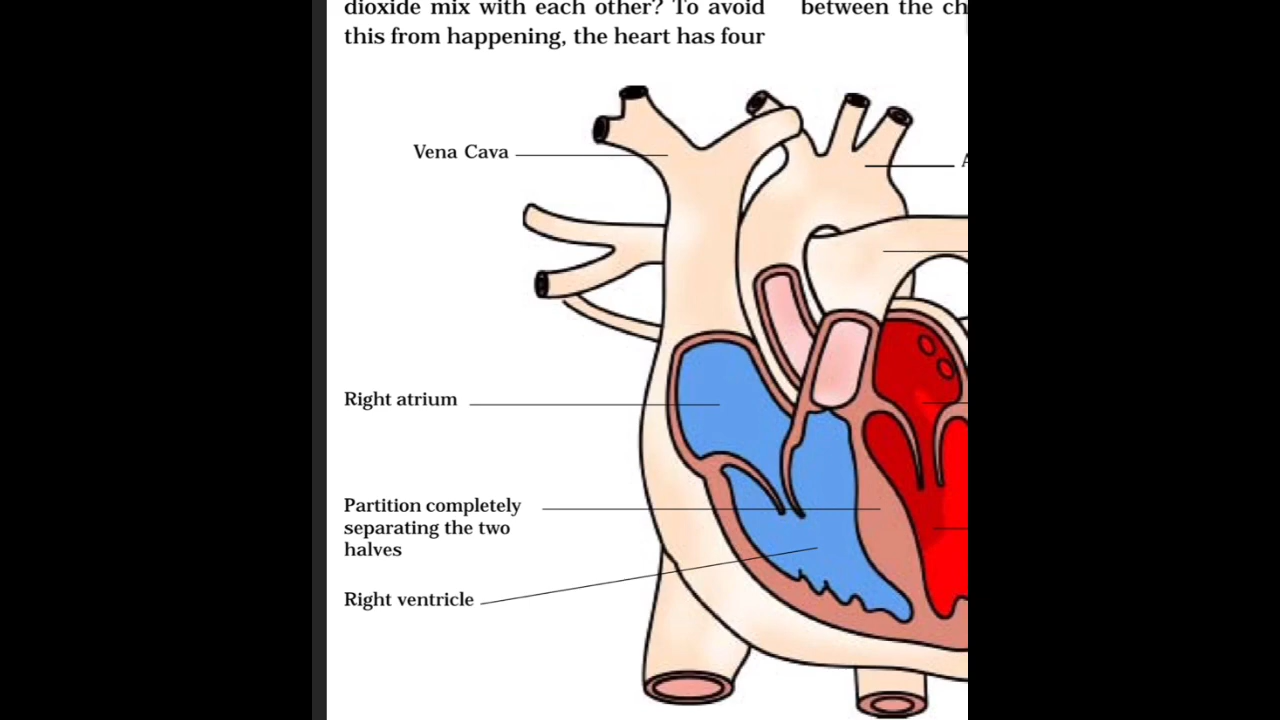 dioxide mix with each other? To avoid
this from happening, the heart has four
between the
Vena Cava
Right atrium
Partition completely
separating the two
halves
Right ventricle